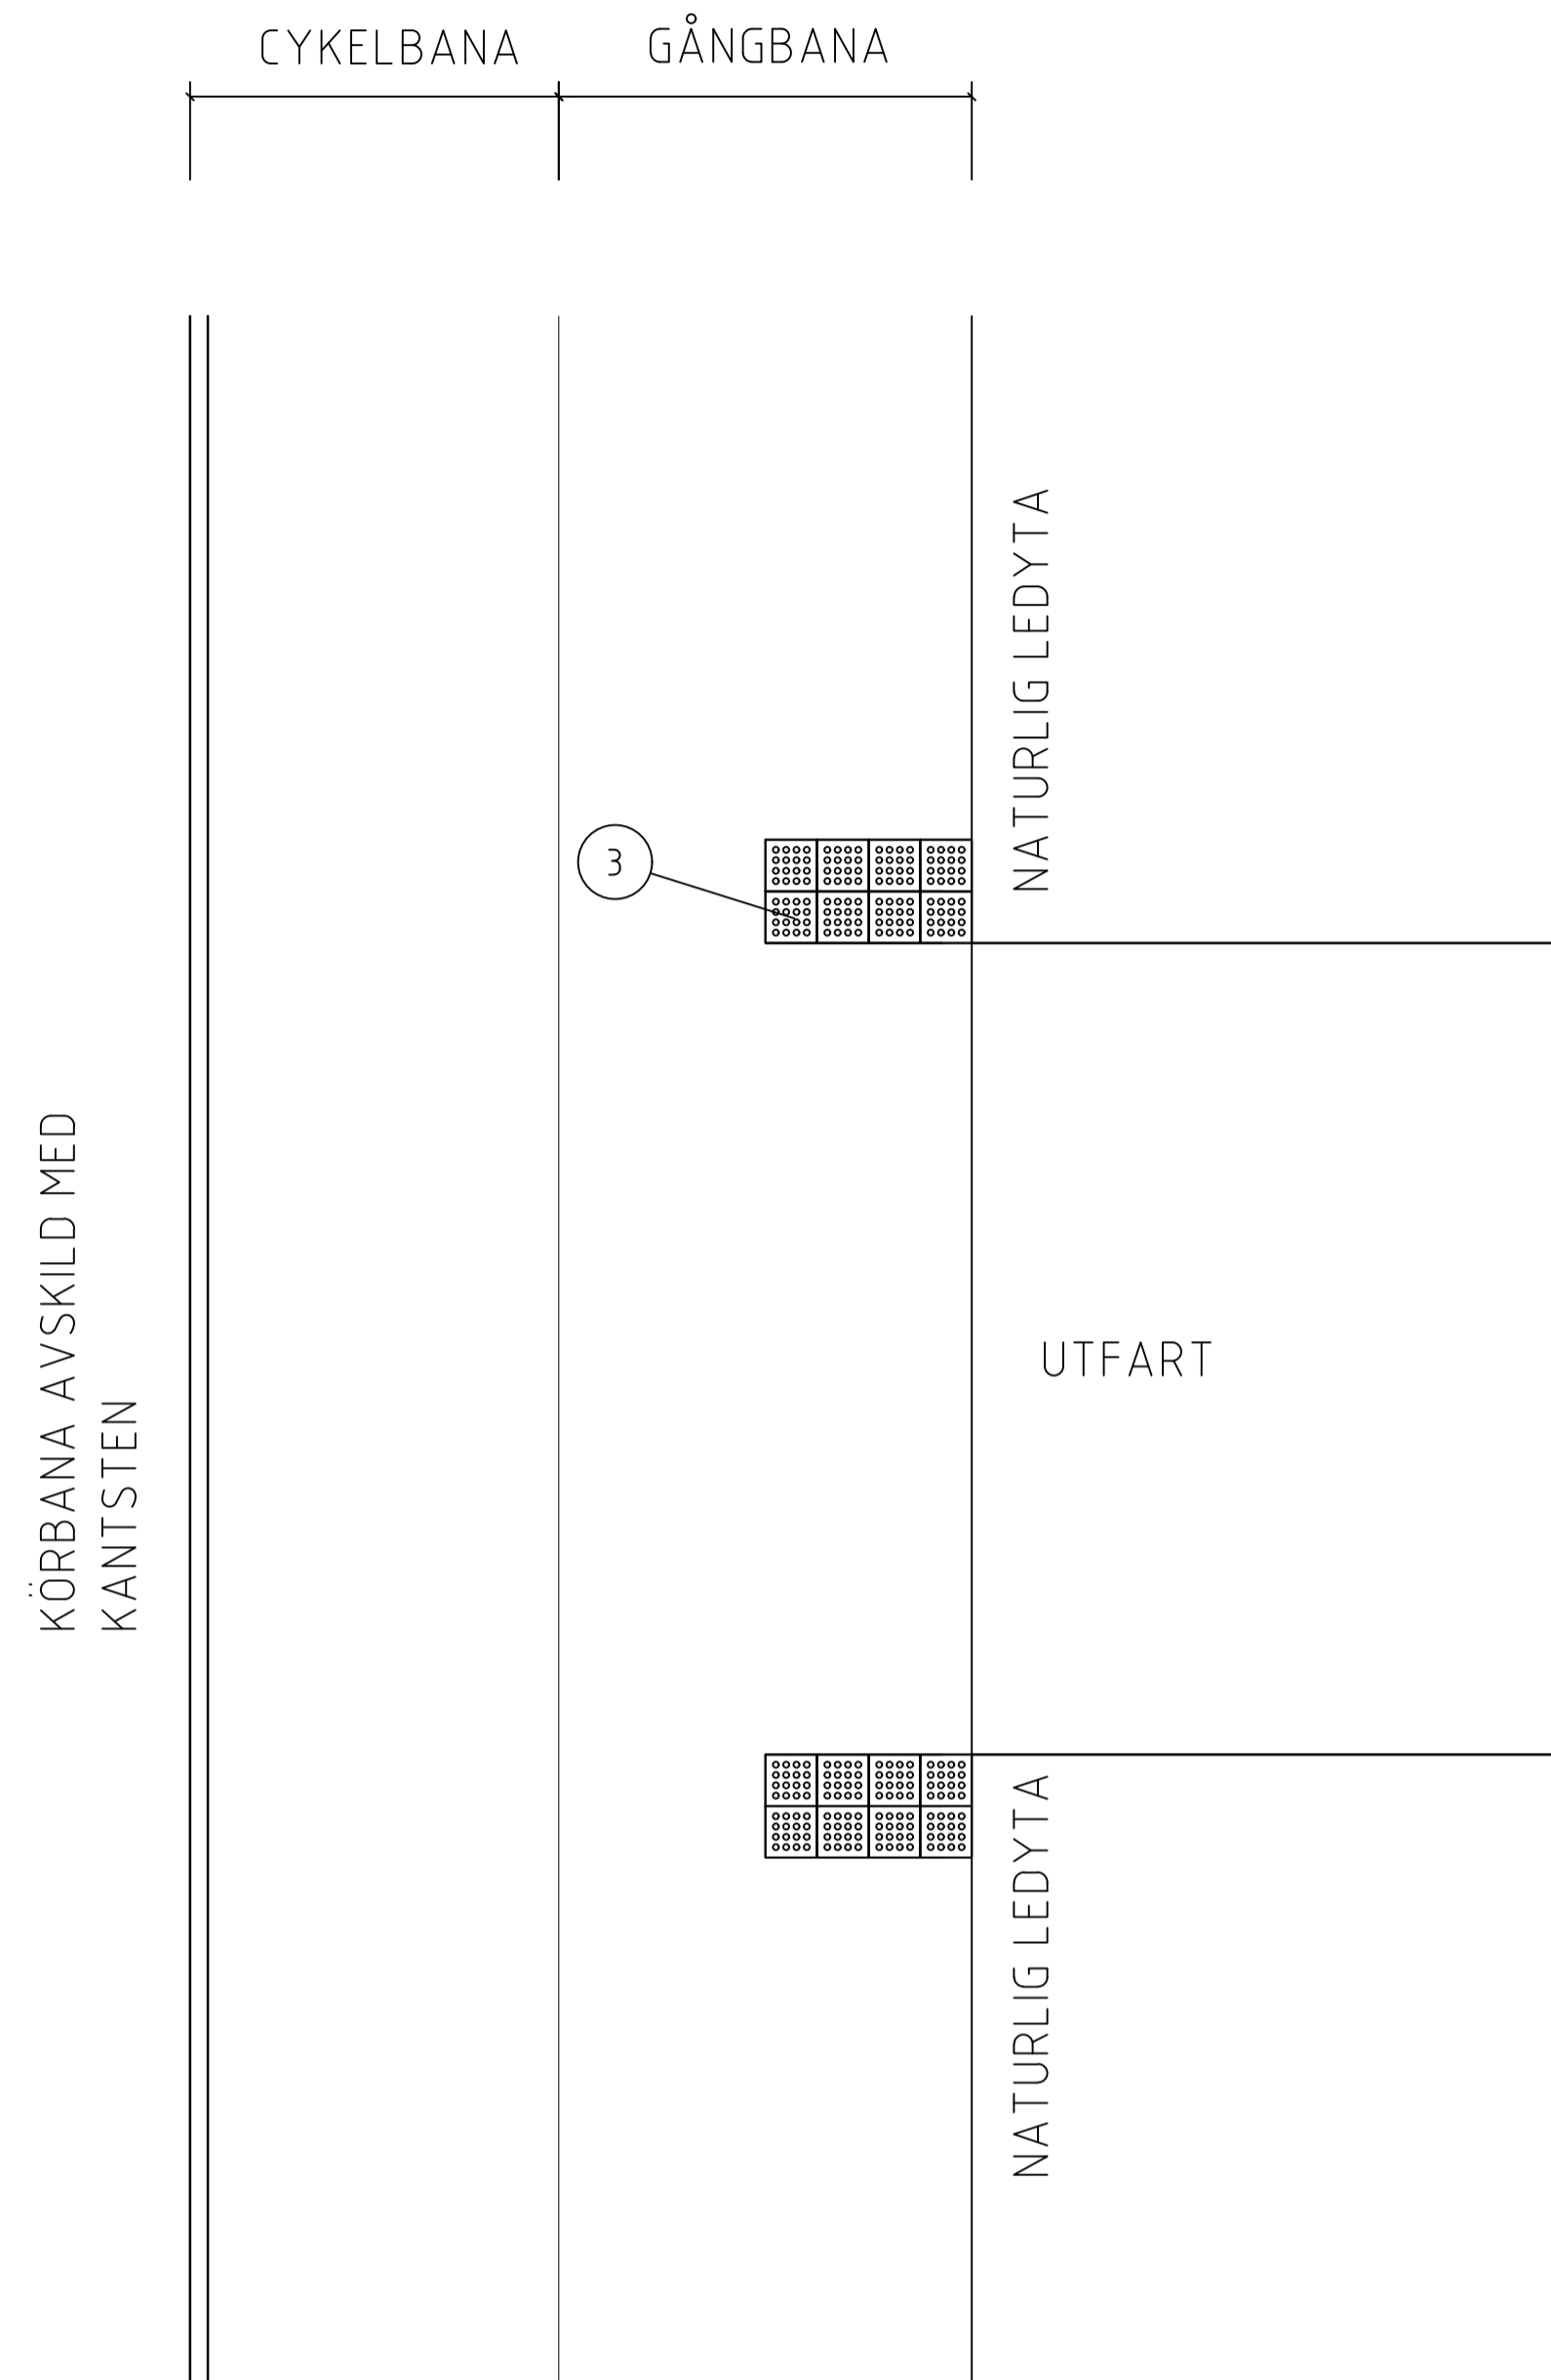 CYKELBANA
GÅNGBANA
NATURLIG LEDYTA
3
KÖRBANA AVSKILD MED
KANTSTEN
UTFART
NATURLIG LEDYTA